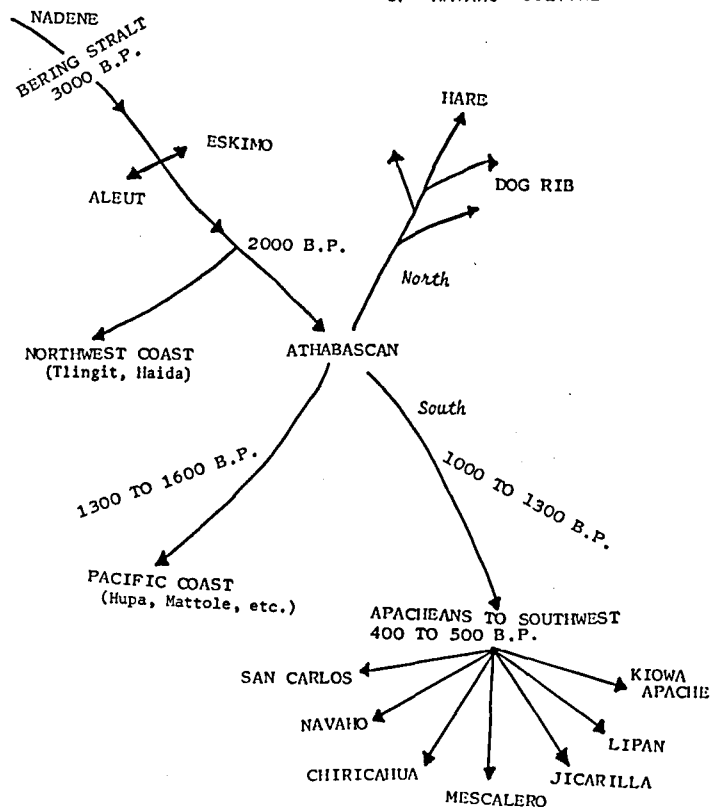 NADENE
BERING STRALT
3000 B.P.
ESKIMO
ALEUT
HARE
DOG RIB
2000 B.P.
North
NORTHWEST COAST
(Tlingit, Haida)
ATHABASCAN
South
1300 TO 1600 B.P.
1000 TO 1300 B.P.
PACIFIC COAST
(Hupa, Mattole, etc.)
APACHEANS TO SOUTHWEST
400 TO 500 B.P.
SAN CARLOS
KIOWA
APACHE
NAVAHO
LIPAN
CHIRICAHUA
JICARILLA
MESCALERO